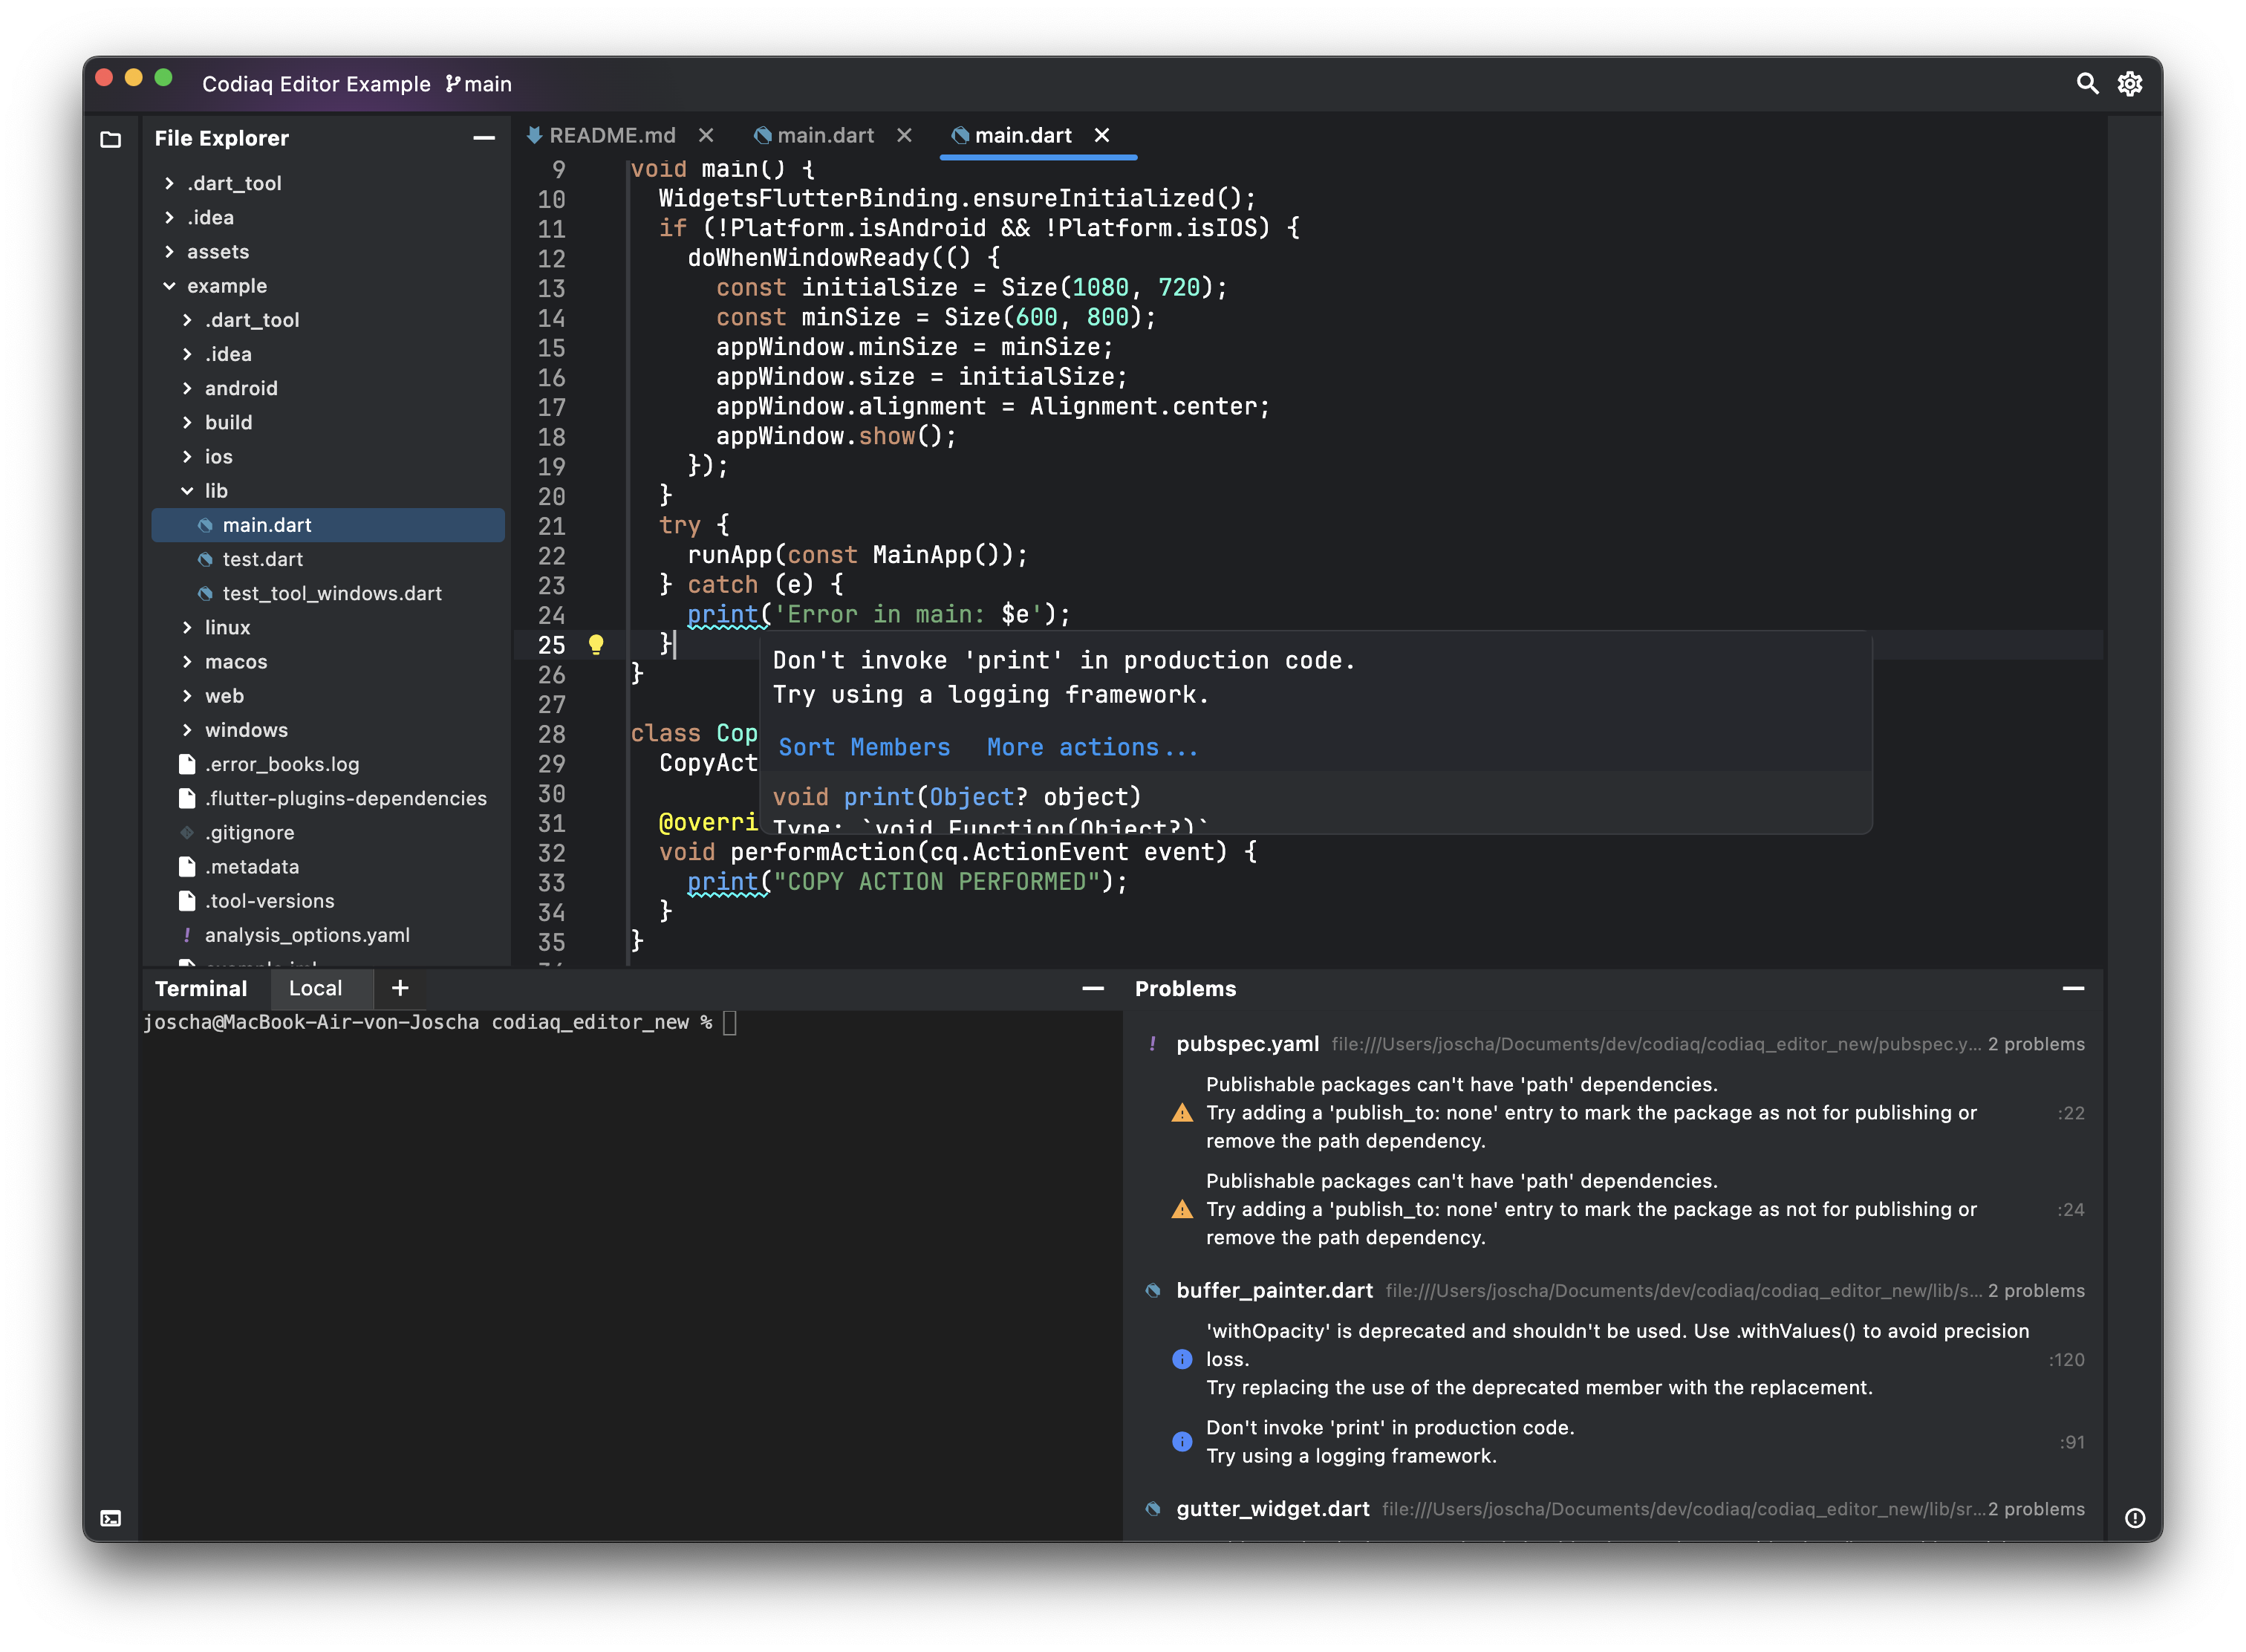 Codiaq Editor Example main
File Explorer
.dart_tool
.idea
assets
example
.dart_tool
.idea
android
build
ios
lib
main.dart
test.dart
test_tool_windows.dart
linux
macos
web
windows
.error_books.log
.flutter-plugins-dependencies
.gitignore
.metadata
.tool-versions
analysis_options.yaml
README.md
main.dart
main.dart
9 void main() {
10 WidgetsFlutterBinding.ensureInitialized();
11 if (!Platform.isAndroid && !Platform.isIOS) {
12 doWhenWindowReady(() {
13 const initialSize = Size(1080, 720);
14 const minSize = Size(600, 800);
15 appWindow.minSize = minSize;
16 appWindow.size = initialSize;
17 appWindow.alignment = Alignment.center;
18 appWindow.show();
19 });
20 }
21 try {
22 runApp(const MainApp());
23 } catch (e) {
24 print('Error in main: $e');
25 }
26 }
27
28 class Cop
29 CopyAct
30
31 @overri
32 void performAction(cq.ActionEvent event) {
33 print("COPY ACTION PERFORMED");
34 }
35 }
Don't invoke 'print' in production code.
Try using a logging framework.
Sort Members More actions...
void print(Object? object)
Type: `void Function(Object?)`
Terminal Local +
joscha@MacBook-Air-von-Joscha codiaq_editor_new %
Problems
! pubspec.yaml file:///Users/joscha/Documents/dev/codiaq/codiaq_editor_new/pubspec.y... 2 problems
Publishable packages can't have 'path' dependencies.
Try adding a 'publish_to: none' entry to mark the package as not for publishing or :22
remove the path dependency.
Publishable packages can't have 'path' dependencies.
Try adding a 'publish_to: none' entry to mark the package as not for publishing or :24
remove the path dependency.
buffer_painter.dart file:///Users/joscha/Documents/dev/codiaq/codiaq_editor_new/lib/s... 2 problems
'withOpacity' is deprecated and shouldn't be used. Use .withValues() to avoid precision
loss. :120
Try replacing the use of the deprecated member with the replacement.
Don't invoke 'print' in production code. :91
Try using a logging framework.
gutter_widget.dart file:///Users/joscha/Documents/dev/codiaq/codiaq_editor_new/lib/sr... 2 problems